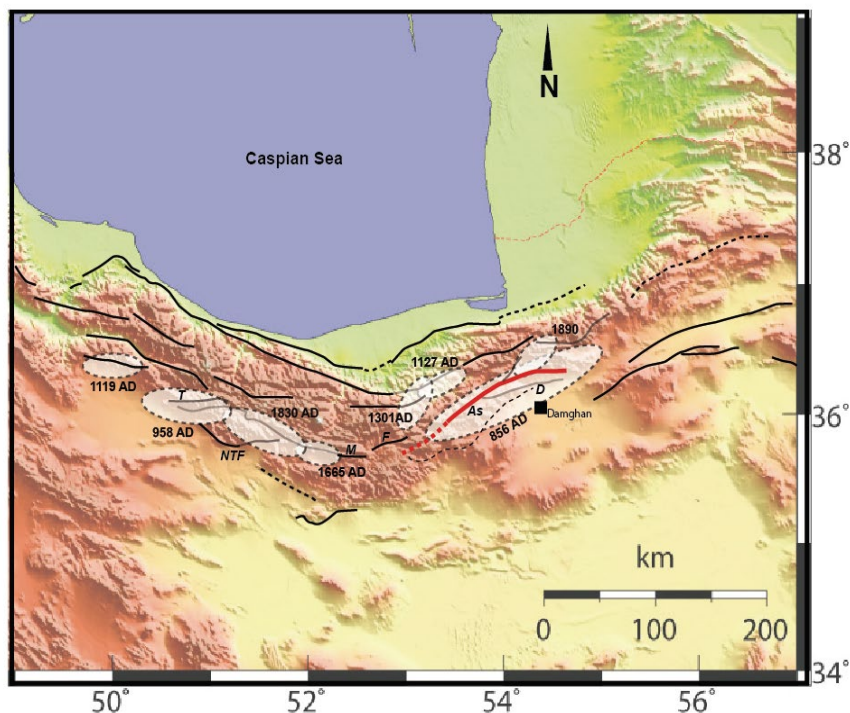 N
Caspian Sea
38°
1890
1127 AD
1119 AD
T
1830 AD
1301AD
As
D
Damghan
36°
958 AD
NTF
F
M
856 AD
1665 AD
km
0 100 200
34°
50° 52° 54° 56°